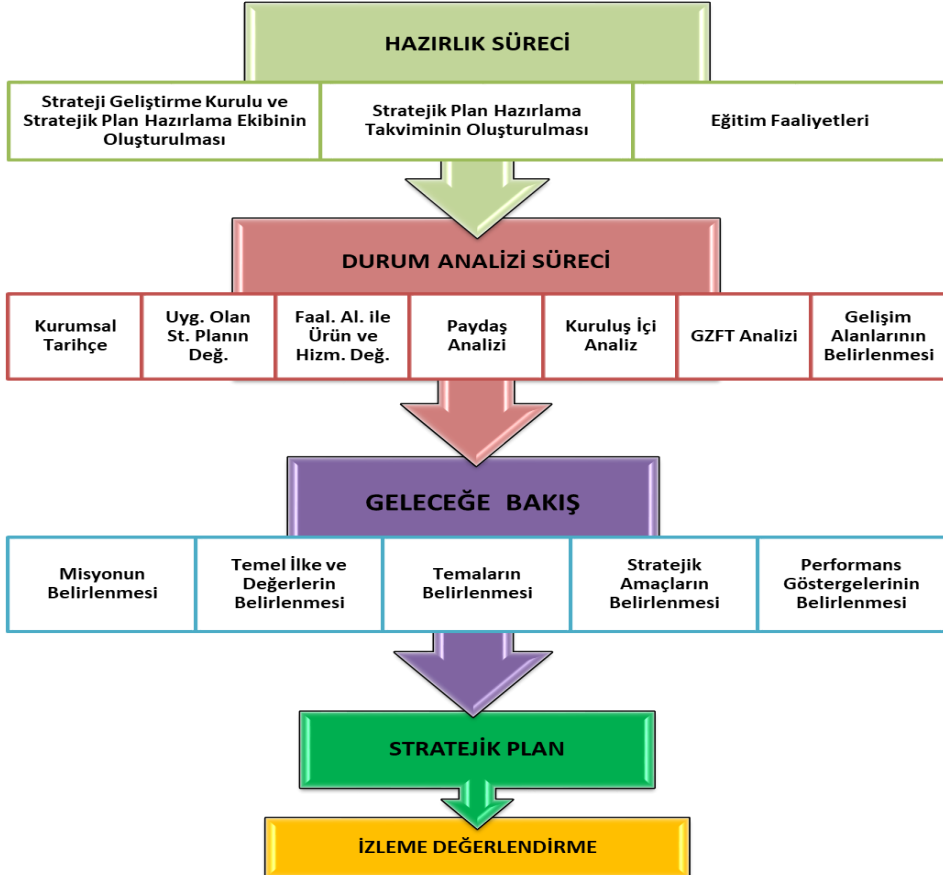 HAZIRLIK SÜRECİ
Strateji Geliştirme Kurulu ve
Stratejik Plan Hazırlama Ekibinin
Oluşturulması
Stratejik Plan Hazırlama
Takviminin Oluşturulması
Eğitim Faaliyetleri
DURUM ANALİZİ SÜRECİ
Kurumsal
Tarihçe
Uyg. Olan
St. Planın
Değ.
Faal. Al. ile
Ürün ve
Hizm. Değ.
Paydaş
Analizi
Kuruluş İçi
Analiz
GZFT Analizi
Gelişim
Alanlarının
Belirlenmesi
GELECEĞE BAKIŞ
Misyonun
Belirlenmesi
Temel İlke ve
Değerlerin
Belirlenmesi
Temaların
Belirlenmesi
Stratejik
Amaçların
Belirlenmesi
Performans
Göstergelerinin
Belirlenmesi
STRATEJİK PLAN
İZLEME DEĞERLENDİRME